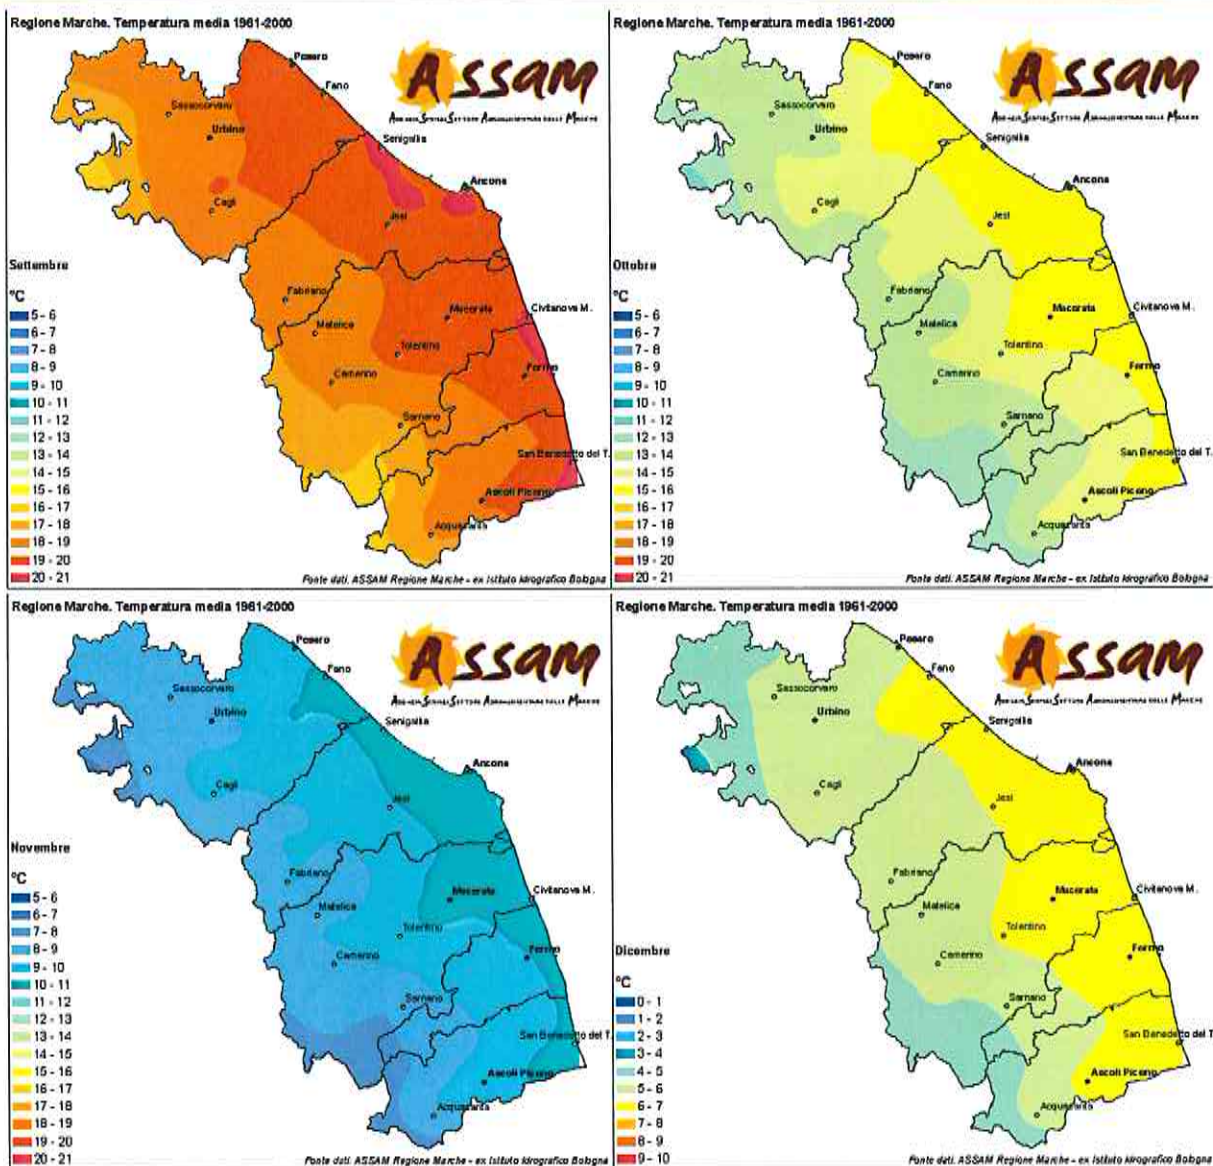 Regione Marche. Temperatura media 1961-2000
ASSAM
Pesaro
Fano
Sassocorvaro
Urbino
Senigallia
Ancona
Cagli
Jesi
Settembre
°C
5 - 6
6 - 7
7 - 8
8 - 9
9 - 10
10 - 11
11 - 12
12 - 13
13 - 14
14 - 15
15 - 16
16 - 17
17 - 18
18 - 19
19 - 20
20 - 21
Fabriano
Matelica
Macerata
Civitanova M.
Tolentino
Camerino
Fermo
Sarnano
San Benedetto del T.
Ascoli Piceno
Acquasanta
Fonte dati. ASSAM Regione Marche - ex Istituto Idrografico Bologna
Regione Marche. Temperatura media 1961-2000
ASSAM
Pesaro
Fano
Sassocorvaro
Urbino
Senigallia
Ancona
Cagli
Jesi
Ottobre
°C
5 - 6
6 - 7
7 - 8
8 - 9
9 - 10
10 - 11
11 - 12
12 - 13
13 - 14
14 - 15
15 - 16
16 - 17
17 - 18
18 - 19
19 - 20
20 - 21
Fabriano
Matelica
Macerata
Civitanova M.
Tolentino
Camerino
Fermo
Sarnano
San Benedetto del T.
Ascoli Piceno
Acquasanta
Fonte dati. ASSAM Regione Marche - ex Istituto Idrografico Bologna
Regione Marche. Temperatura media 1961-2000
ASSAM
Pesaro
Fano
Sassocorvaro
Urbino
Senigallia
Ancona
Cagli
Jesi
Novembre
°C
5 - 6
6 - 7
7 - 8
8 - 9
9 - 10
10 - 11
11 - 12
12 - 13
13 - 14
14 - 15
15 - 16
16 - 17
17 - 18
18 - 19
19 - 20
20 - 21
Fabriano
Matelica
Macerata
Civitanova M.
Tolentino
Camerino
Fermo
Sarnano
San Benedetto del T.
Ascoli Piceno
Acquasanta
Fonte dati. ASSAM Regione Marche - ex Istituto Idrografico Bologna
Regione Marche. Temperatura media 1961-2000
ASSAM
Pesaro
Fano
Sassocorvaro
Urbino
Senigallia
Ancona
Cagli
Jesi
Dicembre
°C
0 - 1
1 - 2
2 - 3
3 - 4
4 - 5
5 - 6
6 - 7
7 - 8
8 - 9
9 - 10
Fabriano
Matelica
Macerata
Civitanova M.
Tolentino
Camerino
Fermo
Sarnano
San Benedetto del T.
Ascoli Piceno
Acquasanta
Fonte dati. ASSAM Regione Marche - ex Istituto Idrografico Bologna